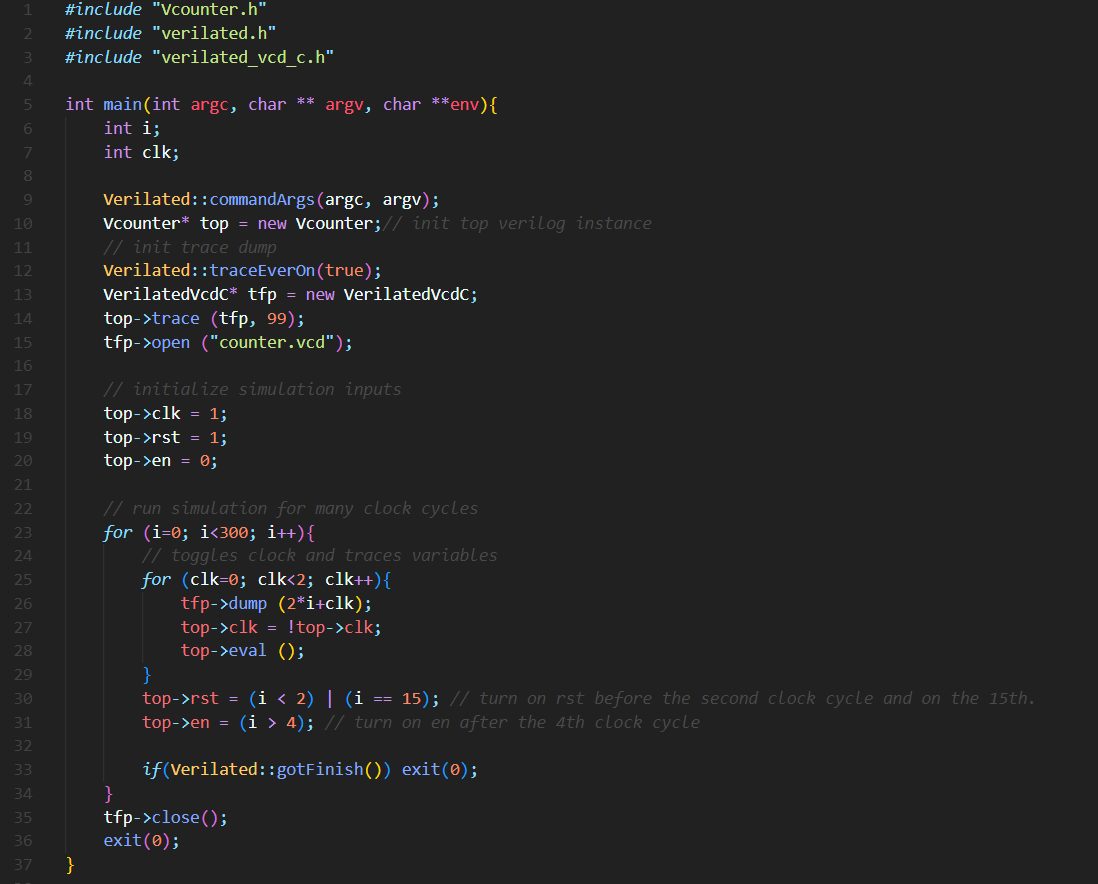 1 #include "Vcounter.h"
2 #include "verilated.h"
3 #include "verilated_vcd_c.h"
4
5 int main(int argc, char ** argv, char **env){
6     int i;
7     int clk;
8
9     Verilated::commandArgs(argc, argv);
10     Vcounter* top = new Vcounter;// init top verilog instance
11     // init trace dump
12     Verilated::traceEverOn(true);
13     VerilatedVcdC* tfp = new VerilatedVcdC;
14     top->trace (tfp, 99);
15     tfp->open ("counter.vcd");
16
17     // initialize simulation inputs
18     top->clk = 1;
19     top->rst = 1;
20     top->en = 0;
21
22     // run simulation for many clock cycles
23     for (i=0; i<300; i++){
24         // toggles clock and traces variables
25         for (clk=0; clk<2; clk++){
26             tfp->dump (2*i+clk);
27             top->clk = !top->clk;
28             top->eval ();
29         }
30         top->rst = (i < 2) | (i == 15); // turn on rst before the second clock cycle and on the 15th.
31         top->en = (i > 4); // turn on en after the 4th clock cycle
32
33         if(Verilated::gotFinish()) exit(0);
34     }
35     tfp->close();
36     exit(0);
37 }